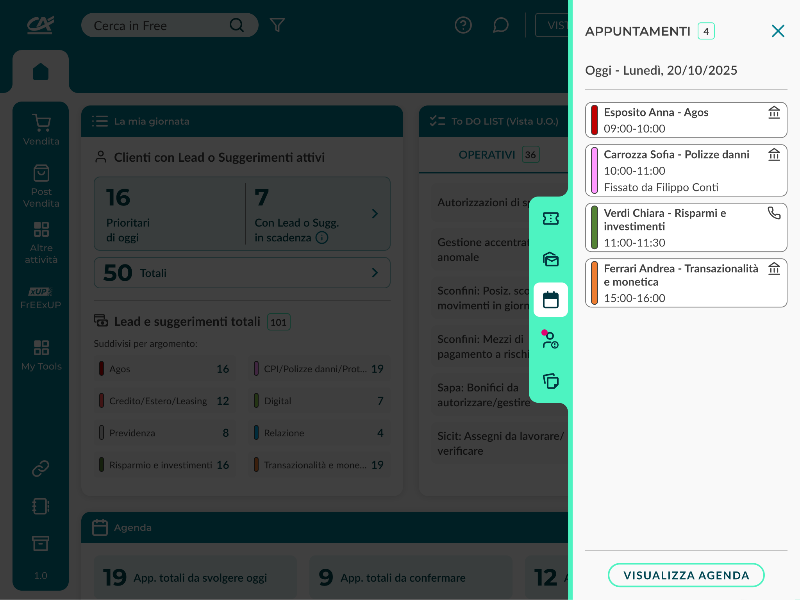 Cerca in Free
Vendita
Post
Vendita
Altre
attività
xUP
FrEExUP
My Tools
1.0
La mia giornata
Clienti con Lead o Suggerimenti attivi
16
Prioritari
di oggi
7
Con Lead o Sugg.
in scadenza
50 Totali
Lead e suggerimenti totali 101
Suddivisi per argomento:
Agos 16
CPI/Polizze danni/Prot... 19
Credito/Estero/Leasing 12
Digital 7
Previdenza 8
Relazione 4
Risparmio e investimenti 16
Transazionalità e mone... 19
To DO LIST (Vista U.O.)
OPERATIVI 36
Autorizzazioni di
Gestione accentrat
anomale
Sconfini: Posiz. sco
movimenti in giorn
Sconfini: Mezzi di
pagamento a rischi
Sapa: Bonifici da
autorizzare/gestire
Sicit: Assegni da lavorare/
verificare
Agenda
19 App. totali da svolgere oggi
9 App. totali da confermare
12
APPUNTAMENTI 4
Oggi - Lunedì, 20/10/2025
Esposito Anna - Agos
09:00-10:00
Carrozza Sofia - Polizze danni
10:00-11:00
Fissato da Filippo Conti
Verdi Chiara - Risparmi e
investimenti
11:00-11:30
Ferrari Andrea - Transazionalità
e monetica
15:00-16:00
VISUALIZZA AGENDA